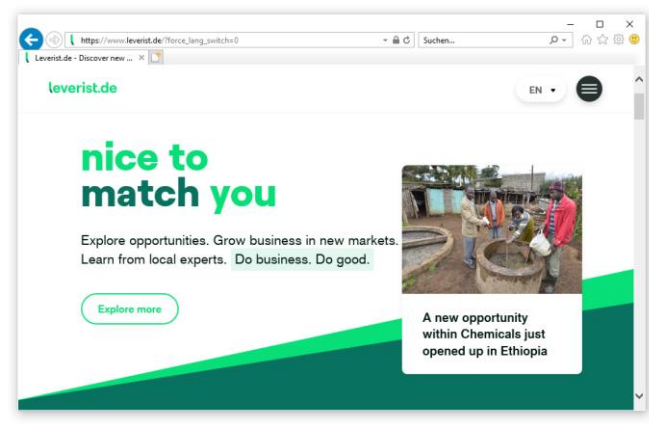 https://www.leverist.de/?force_lang_switch=0
Suchen...
Leverist.de - Discover new ...
leverist.de
EN
nice to
match you
Explore opportunities. Grow business in new markets.
Learn from local experts. Do business. Do good.
Explore more
A new opportunity
within Chemicals just
opened up in Ethiopia